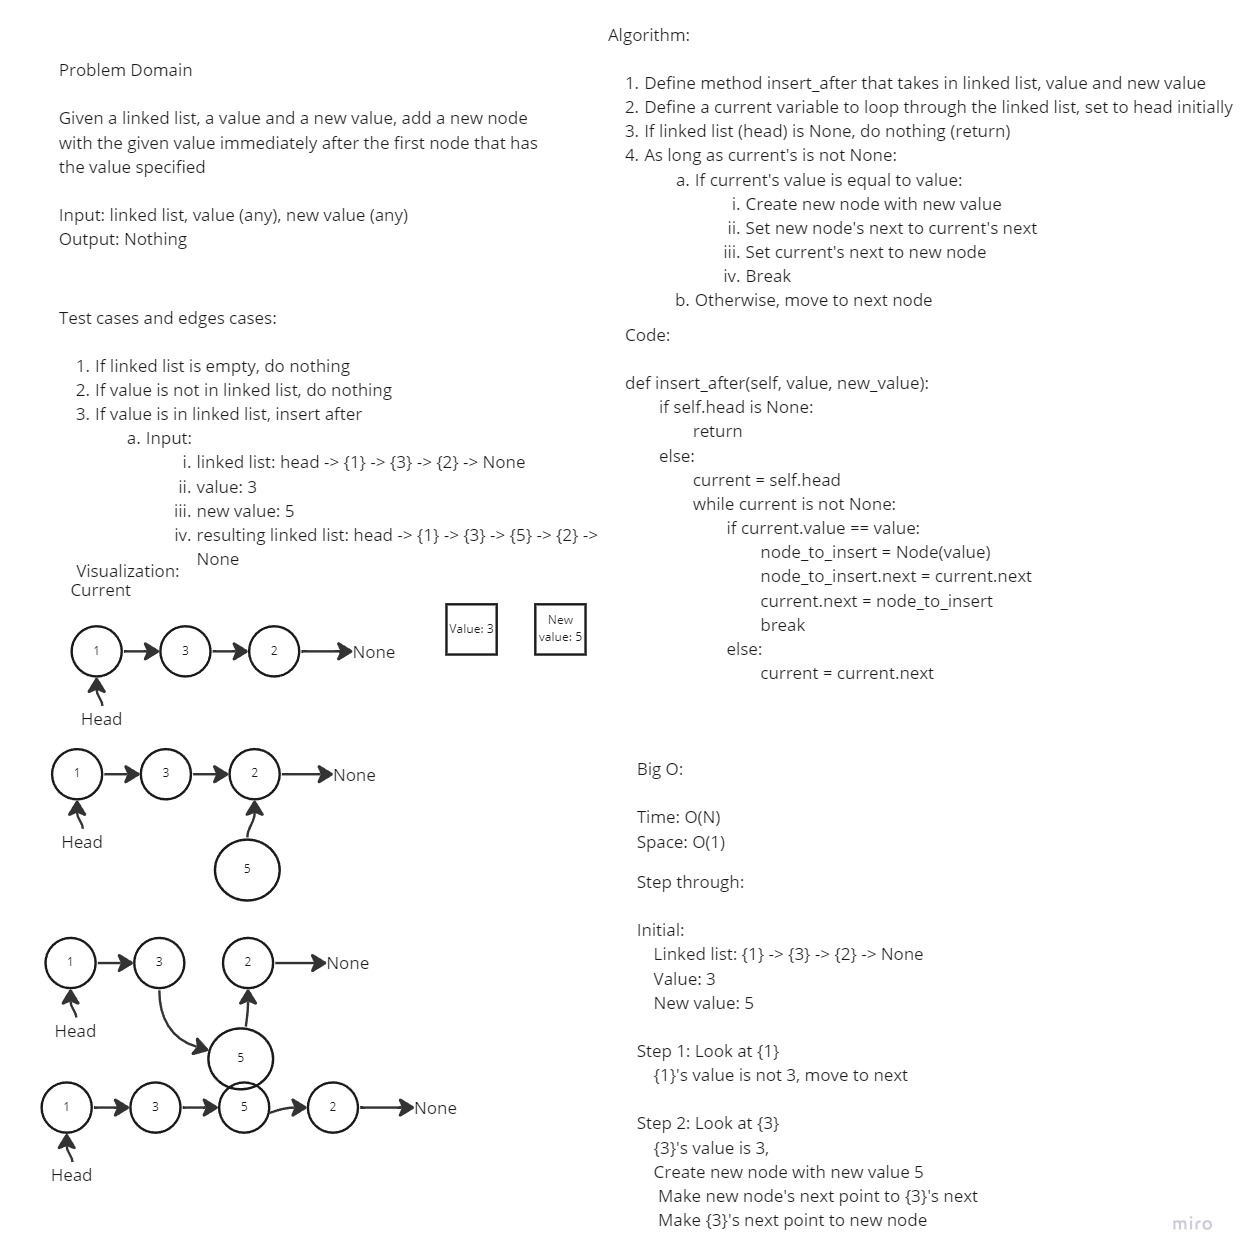 Problem Domain
Given a linked list, a value and a new value, add a new node
with the given value immediately after the first node that has
the value specified
Input: linked list, value (any), new value (any)
Output: Nothing
Test cases and edges cases:
1. If linked list is empty, do nothing
2. If value is not in linked list, do nothing
3. If value is in linked list, insert after
a. Input:
i. linked list: head -> {1} -> {3} -> {2} -> None
ii. value: 3
iii. new value: 5
iv. resulting linked list: head -> {1} -> {3} -> {5} -> {2} ->
None
Visualization:
Current
1
3
2
None
Head
Value: 3
New
value: 5
1
3
2
None
Head
5
1
3
2
None
Head
5
1
3
5
2
None
Head
Algorithm:
1. Define method insert_after that takes in linked list, value and new value
2. Define a current variable to loop through the linked list, set to head initially
3. If linked list (head) is None, do nothing (return)
4. As long as current's is not None:
a. If current's value is equal to value:
i. Create new node with new value
ii. Set new node's next to current's next
iii. Set current's next to new node
iv. Break
b. Otherwise, move to next node
Code:
def insert_after(self, value, new_value):
if self.head is None:
return
else:
current = self.head
while current is not None:
if current.value == value:
node_to_insert = Node(value)
node_to_insert.next = current.next
current.next = node_to_insert
break
else:
current = current.next
Big O:
Time: O(N)
Space: O(1)
Step through:
Initial:
Linked list: {1} -> {3} -> {2} -> None
Value: 3
New value: 5
Step 1: Look at {1}
{1}'s value is not 3, move to next
Step 2: Look at {3}
{3}'s value is 3,
Create new node with new value 5
Make new node's next point to {3}'s next
Make {3}'s next point to new node
miro